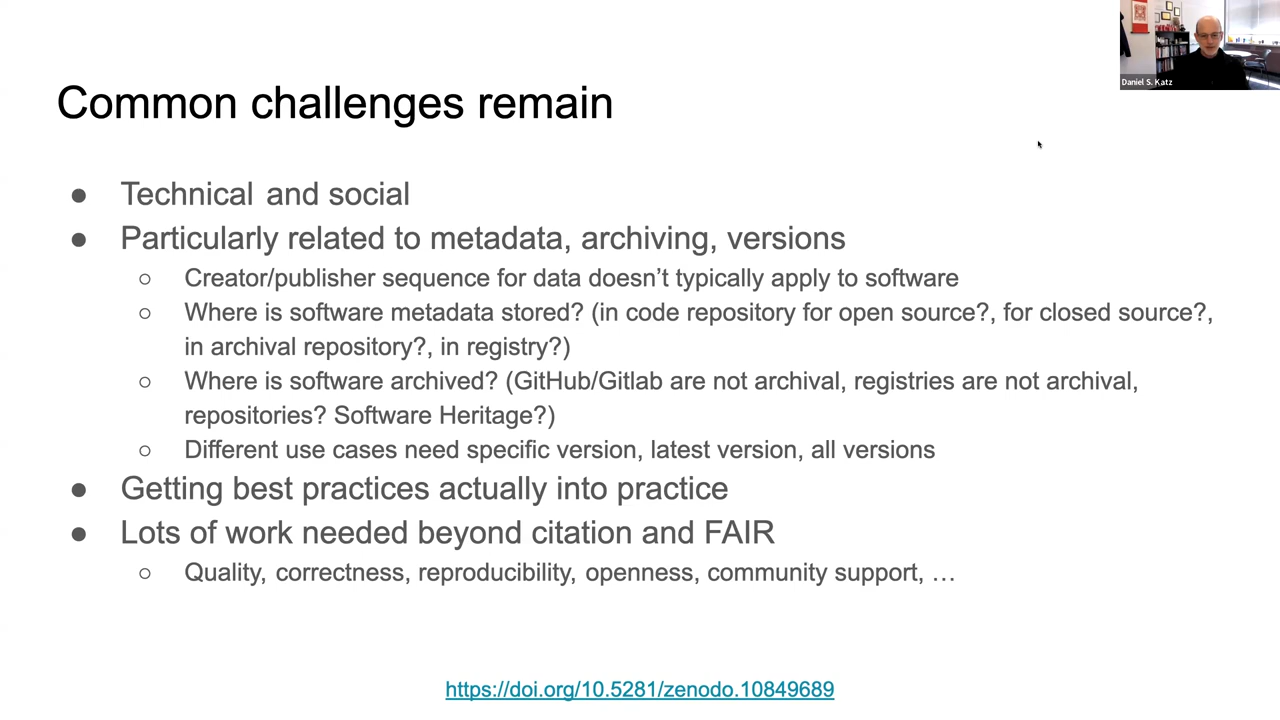 Daniel S. Katz
Common challenges remain
● Technical and social
● Particularly related to metadata, archiving, versions
○ Creator/publisher sequence for data doesn’t typically apply to software
○ Where is software metadata stored? (in code repository for open source?, for closed source?,
in archival repository?, in registry?)
○ Where is software archived? (GitHub/Gitlab are not archival, registries are not archival,
repositories? Software Heritage?)
○ Different use cases need specific version, latest version, all versions
● Getting best practices actually into practice
● Lots of work needed beyond citation and FAIR
○ Quality, correctness, reproducibility, openness, community support, …
https://doi.org/10.5281/zenodo.10849689